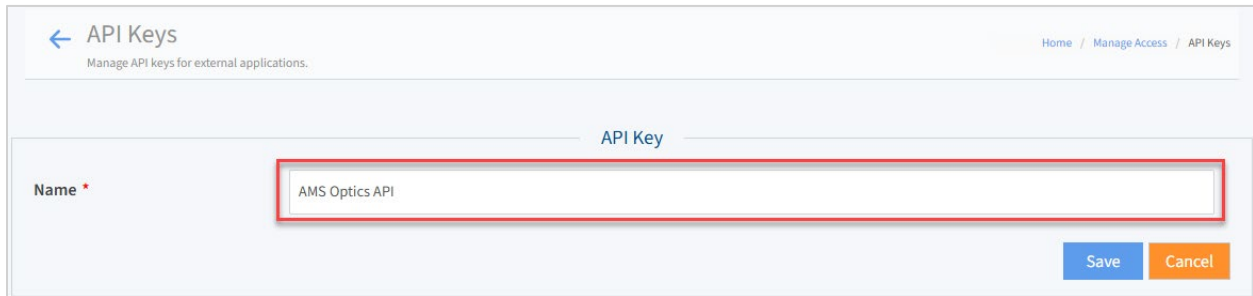 API Keys
Manage API keys for external applications.
Home / Manage Access / API Keys
API Key
Name *
AMS Optics API
Save
Cancel